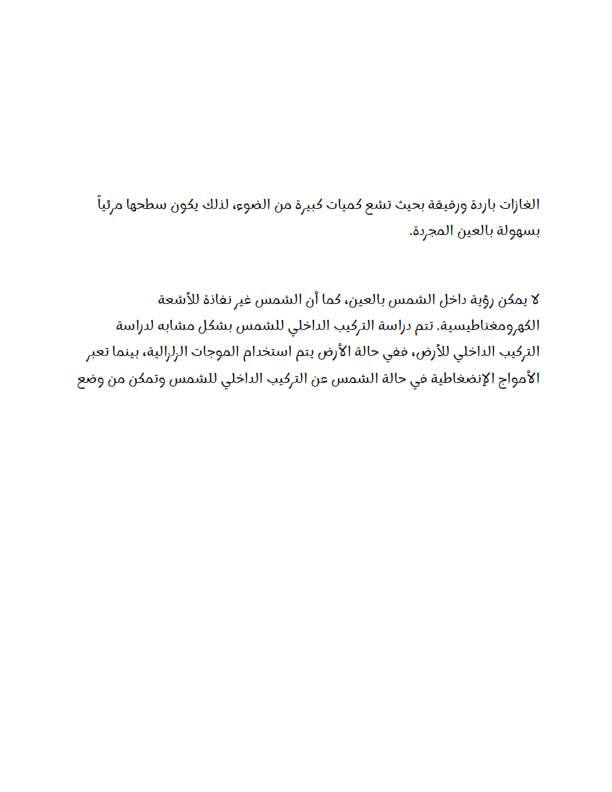 الغازات باردة ورقيقة بحيث تشع كميات كبيرة من الضوء، لذلك يكون سطحها مرئياً
بسهولة بالعين المجردة.
لا يمكن رؤية داخل الشمس بالعين، كما أن الشمس غير نفاذة للأشعة
الكهرومغناطيسية. تتم دراسة التركيب الداخلي للشمس بشكل مشابه لدراسة
التركيب الداخلي للأرض، ففي حالة الأرض يتم استخدام الموجات الزلزالية، بينما تعبر
الأمواج الإنضغاطية في حالة الشمس عن التركيب الداخلي للشمس وتمكن من وضع